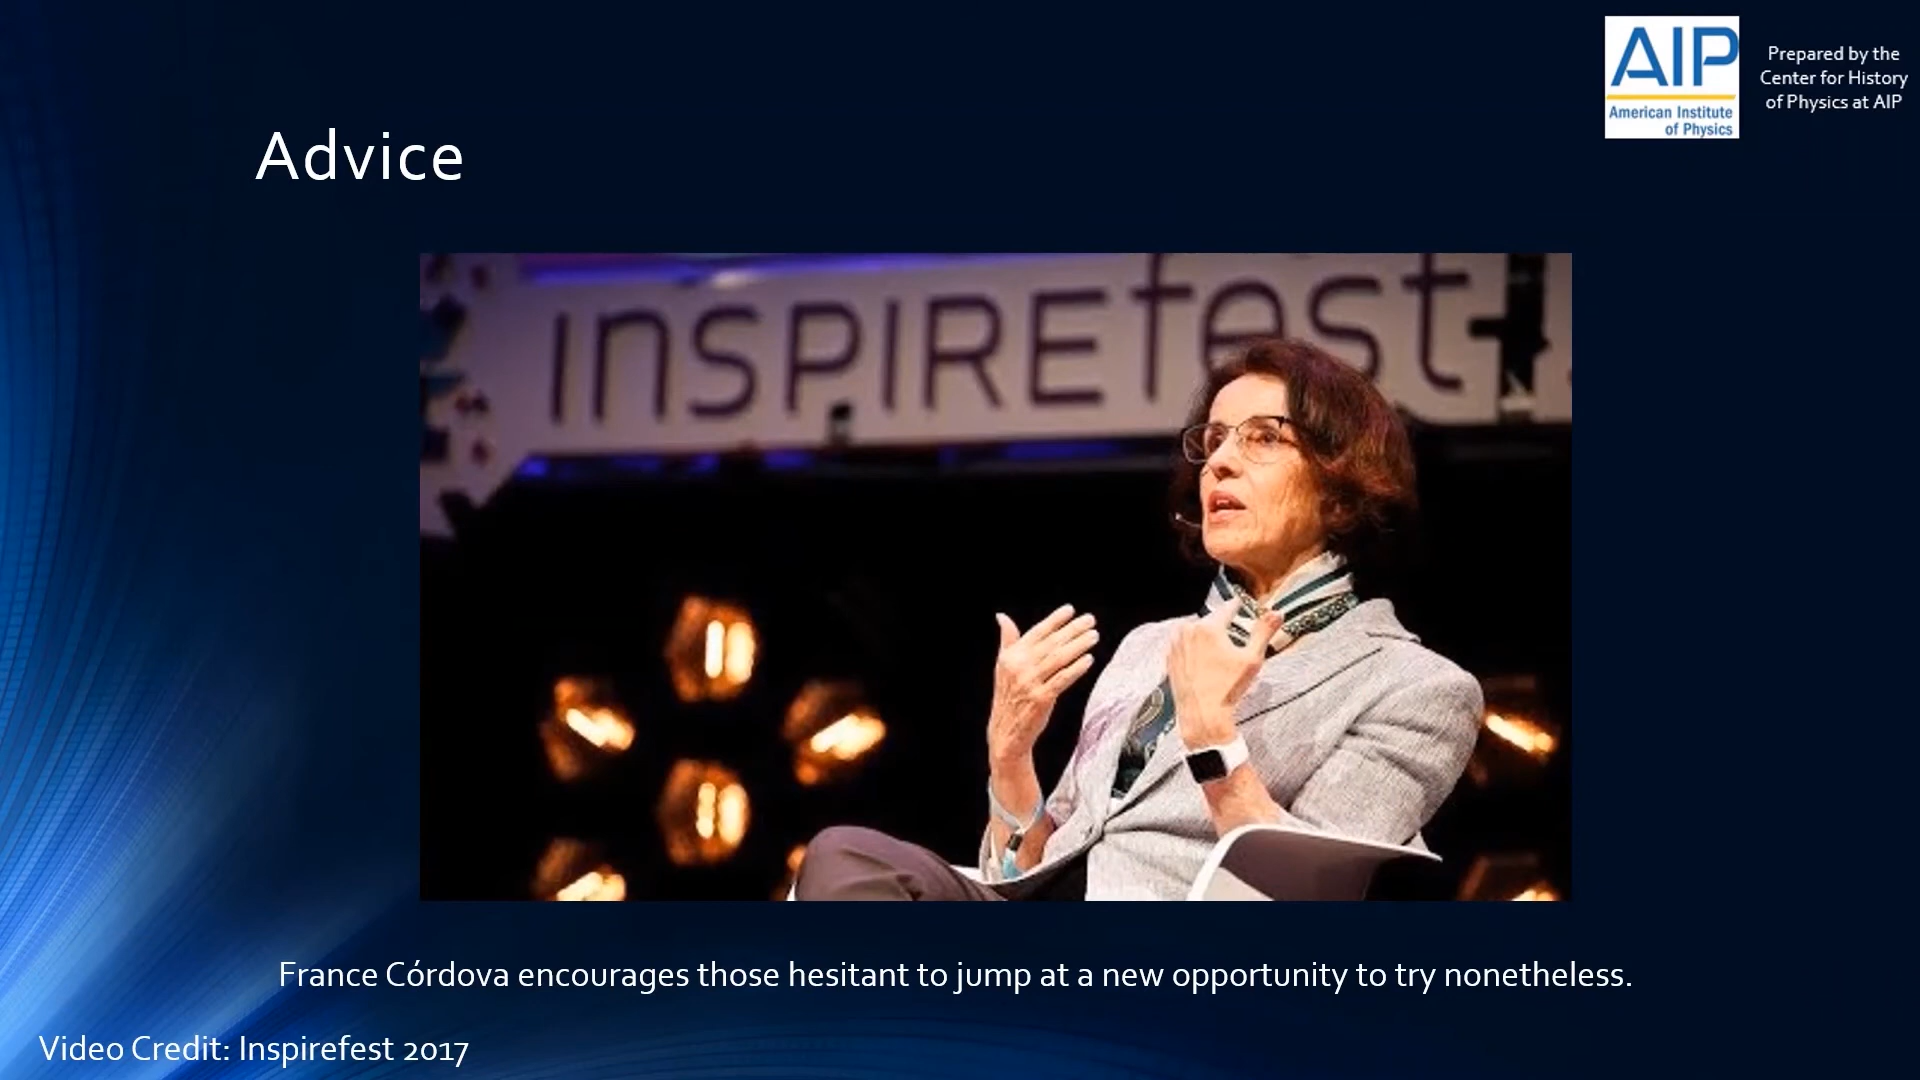 AIP
American Institute
of Physics
Prepared by the
Center for History
of Physics at AIP
Advice
INSPIREfest
France Córdova encourages those hesitant to jump at a new opportunity to try nonetheless.
Video Credit: Inspirefest 2017